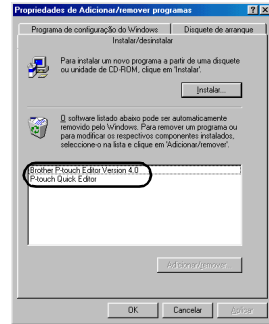 Propriedades de Adicionar/remover programas
Programa de configuração do Windows
Disquete de arranque
Instalar/desinstalar
Para instalar um novo programa a partir de uma disquete
ou unidade de CD-ROM, clique em 'Instalar'.
Instalar...
O software listado abaixo pode ser automaticamente
removido pelo Windows. Para remover um programa ou
para modificar os respectivos componentes instalados,
seleccione-o na lista e clique em 'Adicionar/remover'.
Brother P-touch Editor Version 4.0
P-touch Quick Editor
Adicionar/remover...
OK
Cancelar
Aplicar